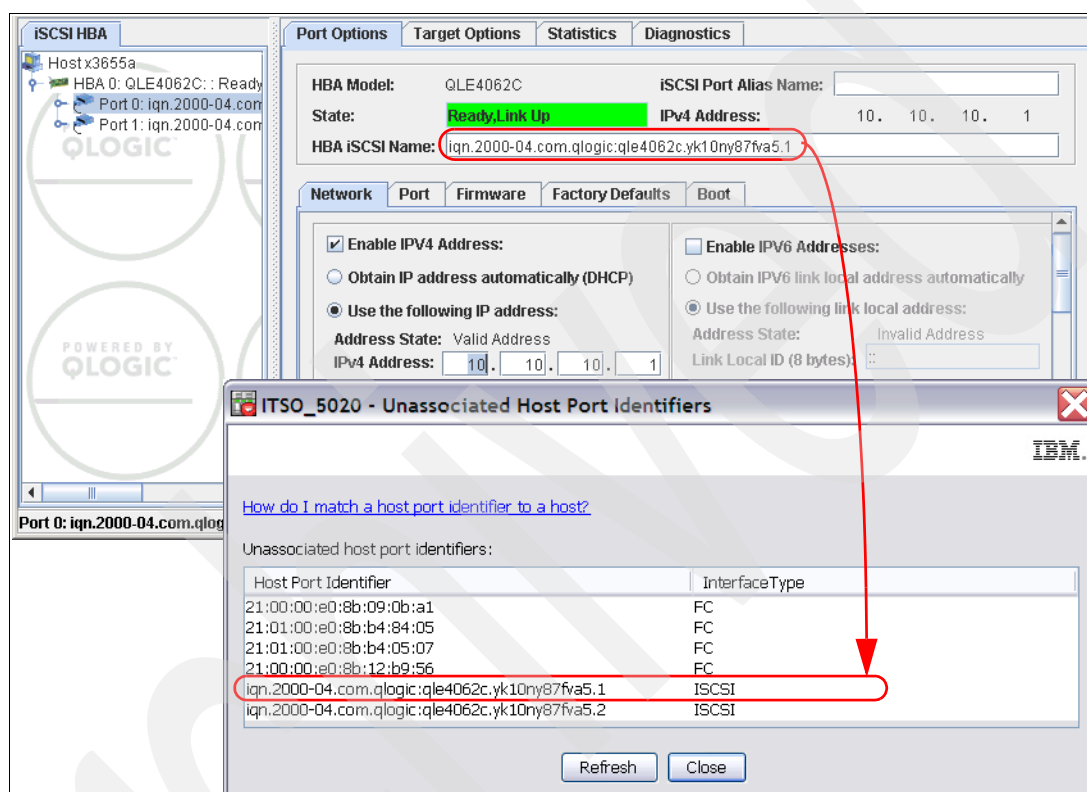 iSCSI HBA
Host x3655a
HBA 0: QLE4062C: : Ready
Port 0: iqn.2000-04.com
Port 1: iqn.2000-04.com
QLOGIC
POWERED BY
QLOGIC
Port 0: iqn.2000-04.com.qlog
Port Options Target Options Statistics Diagnostics
HBA Model: QLE4062C iSCSI Port Alias Name:
State: Ready,Link Up IPv4 Address: 10. 10. 10. 1
HBA iSCSI Name: iqn.2000-04.com.qlogic:qle4062c.yk10ny87fva5.1
Network Port Firmware Factory Defaults Boot
Enable IPV4 Address: Enable IPV6 Addresses:
Obtain IP address automatically (DHCP) Obtain IPV6 link local address automatically
Use the following IP address: Use the following link local address:
Address State: Valid Address Address State: Invalid Address
IPv4 Address: 10. 10. 10. 1 Link Local ID (8 bytes): ::
ITSO_5020 - Unassociated Host Port Identifiers
IBM.
How do I match a host port identifier to a host?
Unassociated host port identifiers:
Host Port Identifier InterfaceType
21:00:00:e0:8b:09:0b:a1 FC
21:01:00:e0:8b:b4:84:05 FC
21:01:00:e0:8b:b4:05:07 FC
21:00:00:e0:8b:12:b9:56 FC
iqn.2000-04.com.qlogic:qle4062c.yk10ny87fva5.1 ISCSI
iqn.2000-04.com.qlogic:qle4062c.yk10ny87fva5.2 ISCSI
Refresh Close